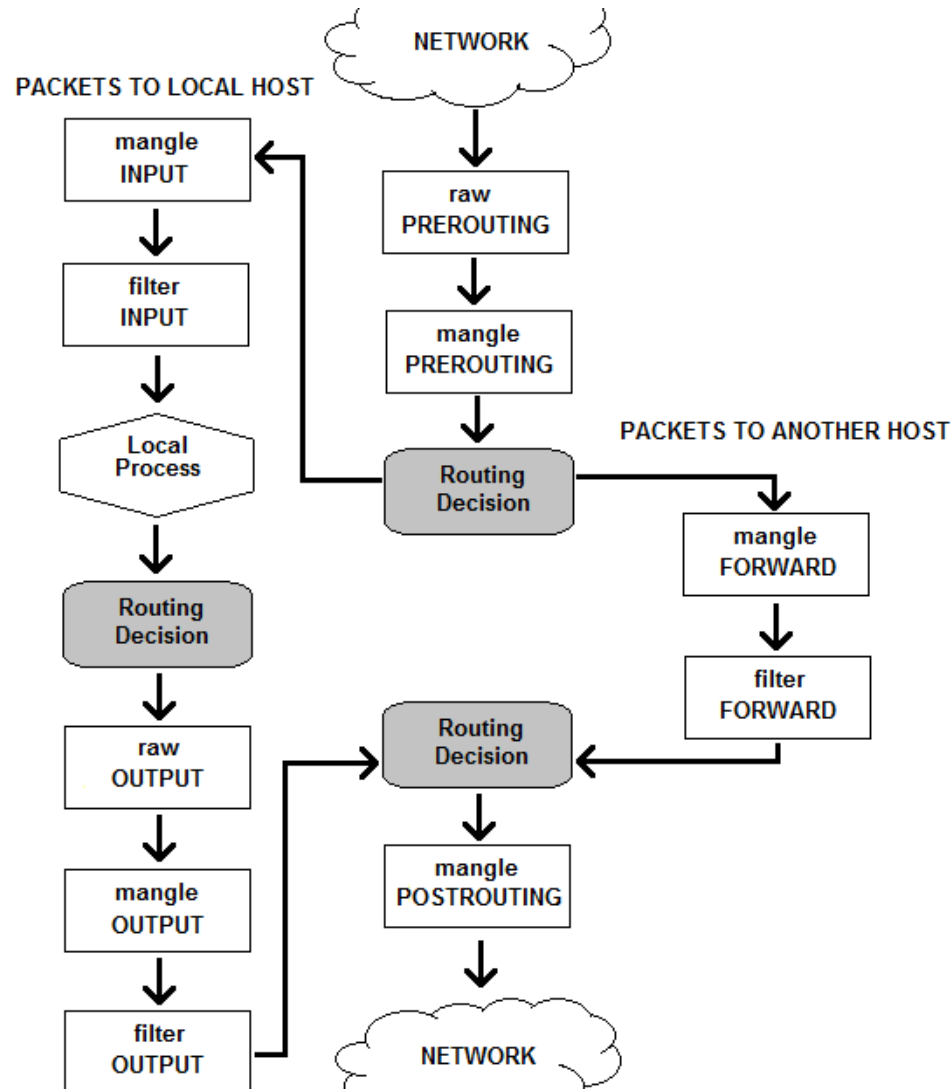 NETWORK
PACKETS TO LOCAL HOST
mangle
INPUT
raw
PREROUTING
filter
INPUT
mangle
PREROUTING
Local
Process
Routing
Decision
PACKETS TO ANOTHER HOST
mangle
FORWARD
Routing
Decision
filter
FORWARD
raw
OUTPUT
Routing
Decision
mangle
OUTPUT
mangle
POSTROUTING
filter
OUTPUT
NETWORK